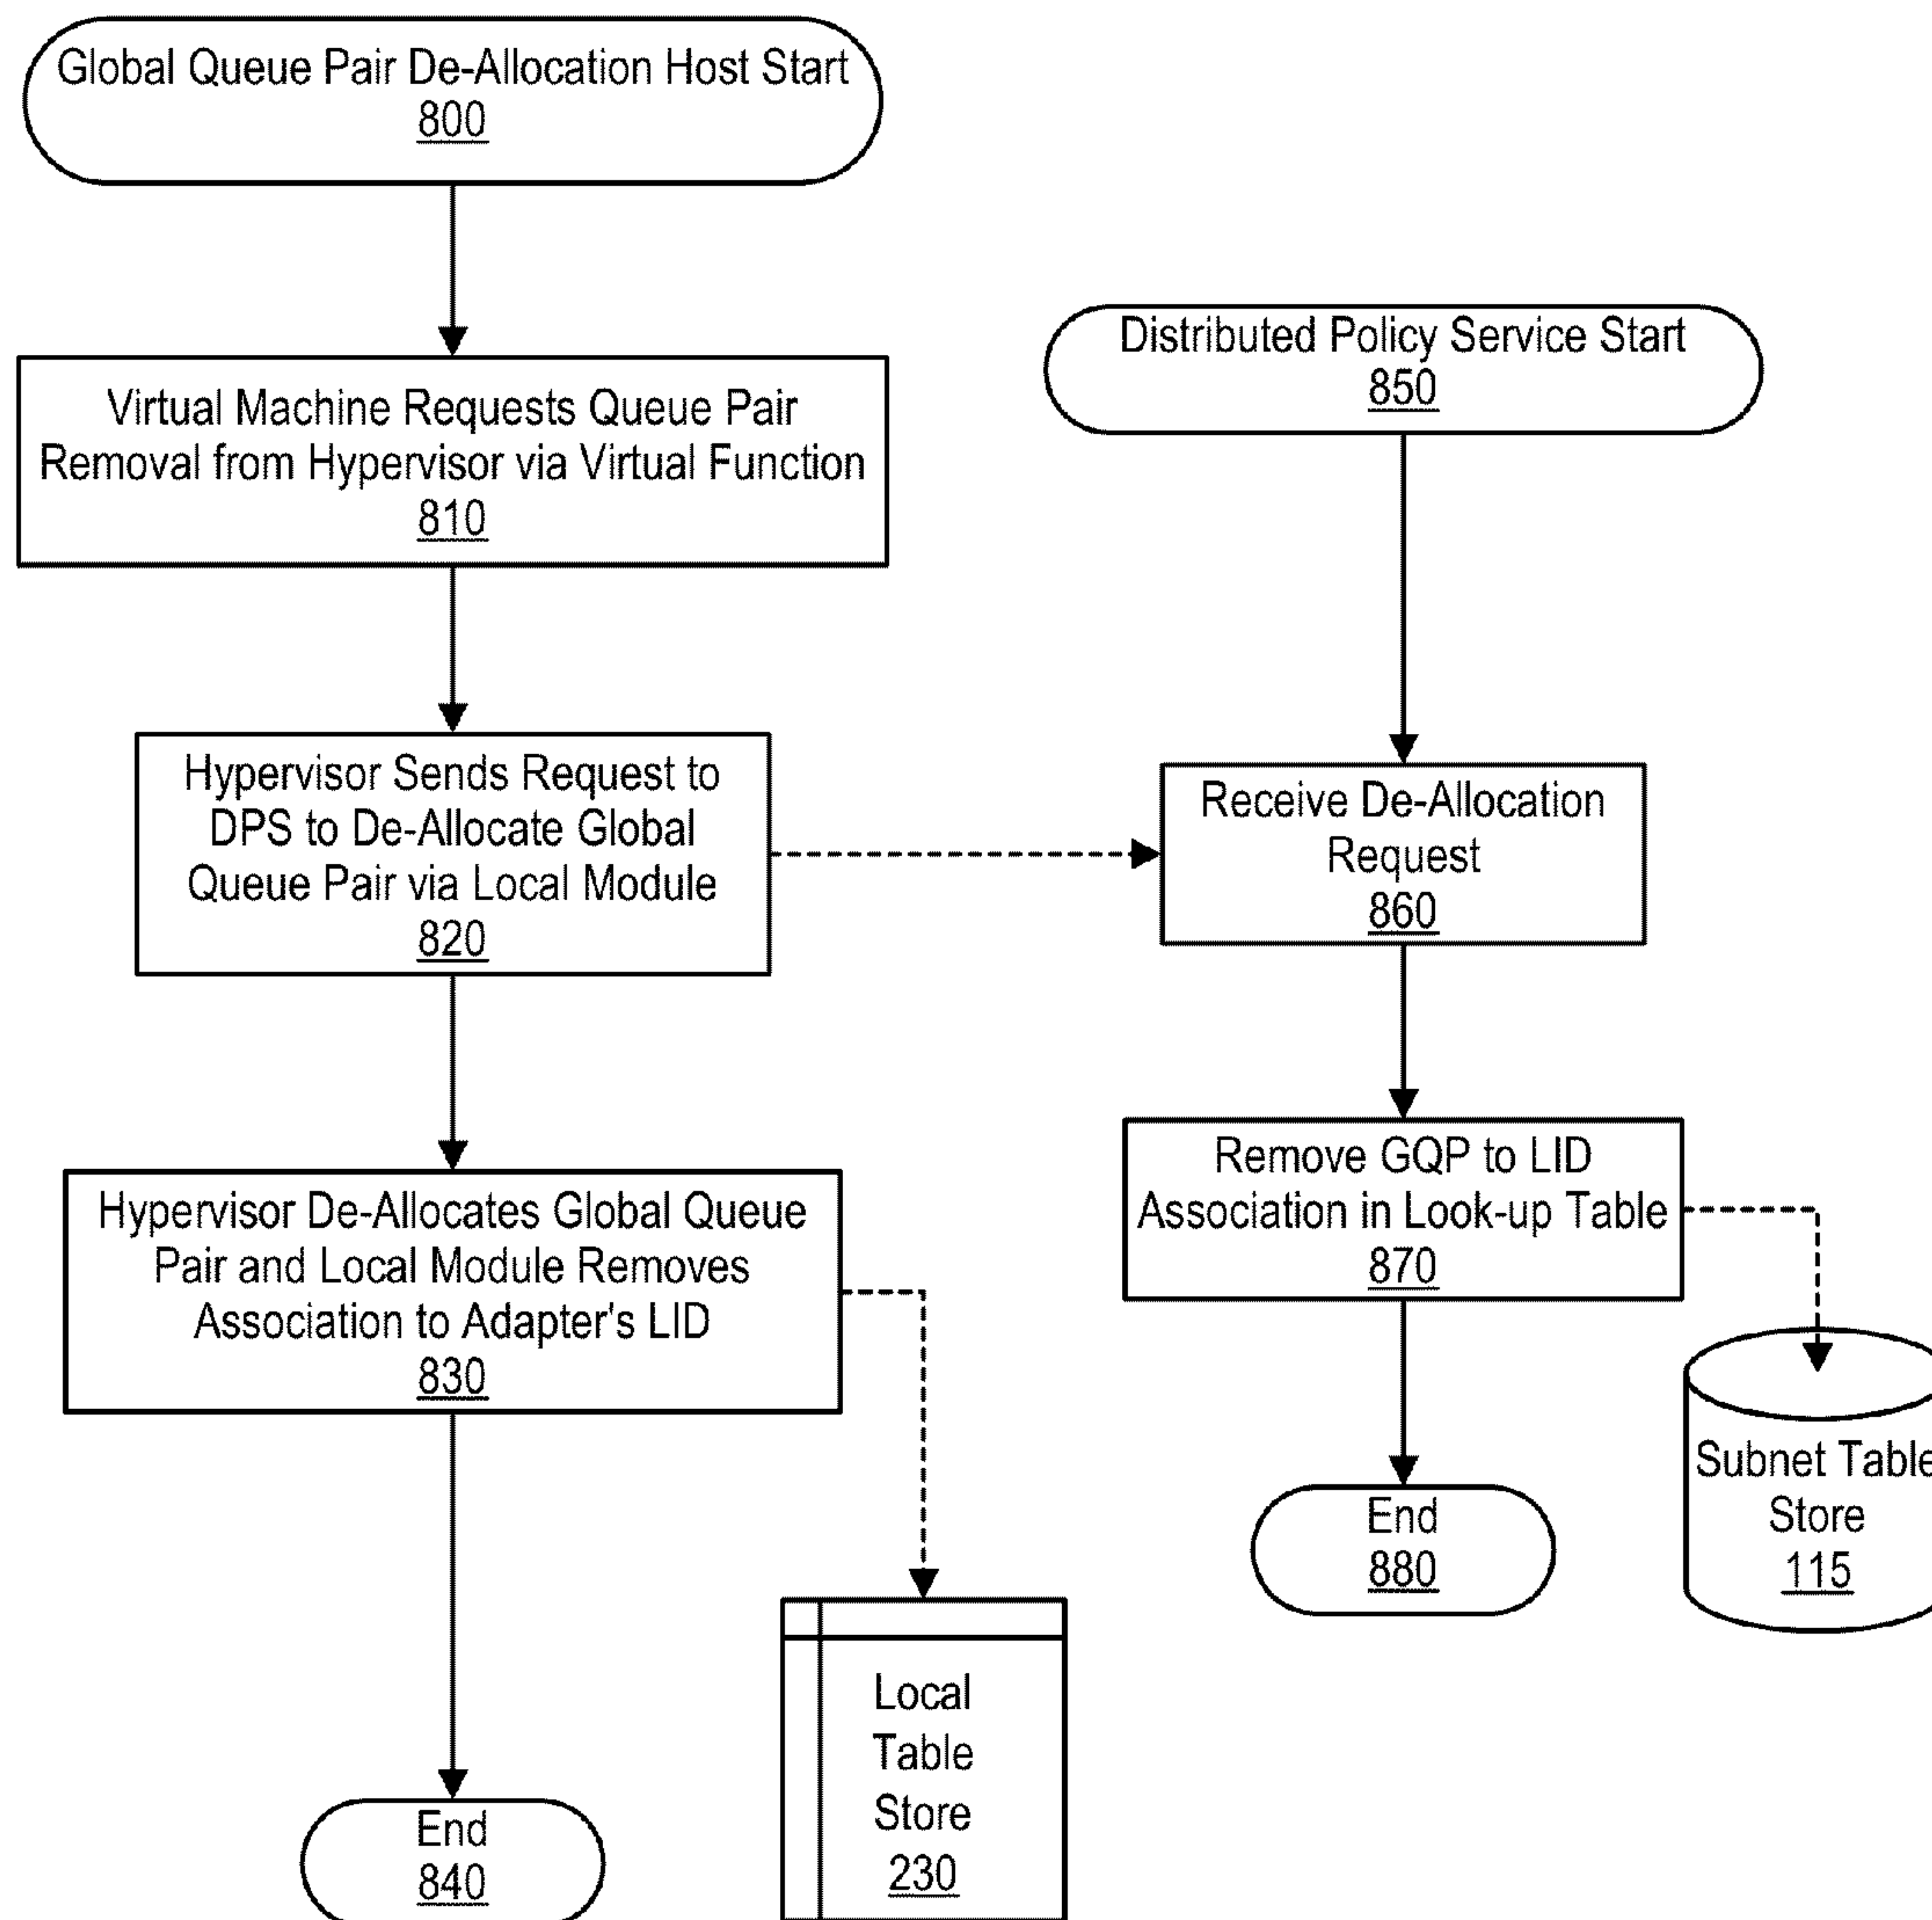 Global Queue Pair De-Allocation Host Start
800
Virtual Machine Requests Queue Pair
Removal from Hypervisor via Virtual Function
810
Hypervisor Sends Request to
DPS to De-Allocate Global
Queue Pair via Local Module
820
Hypervisor De-Allocates Global Queue
Pair and Local Module Removes
Association to Adapter's LID
830
End
840
Local
Table
Store
230
Distributed Policy Service Start
850
Receive De-Allocation
Request
860
Remove GQP to LID
Association in Look-up Table
870
End
880
Subnet Table
Store
115